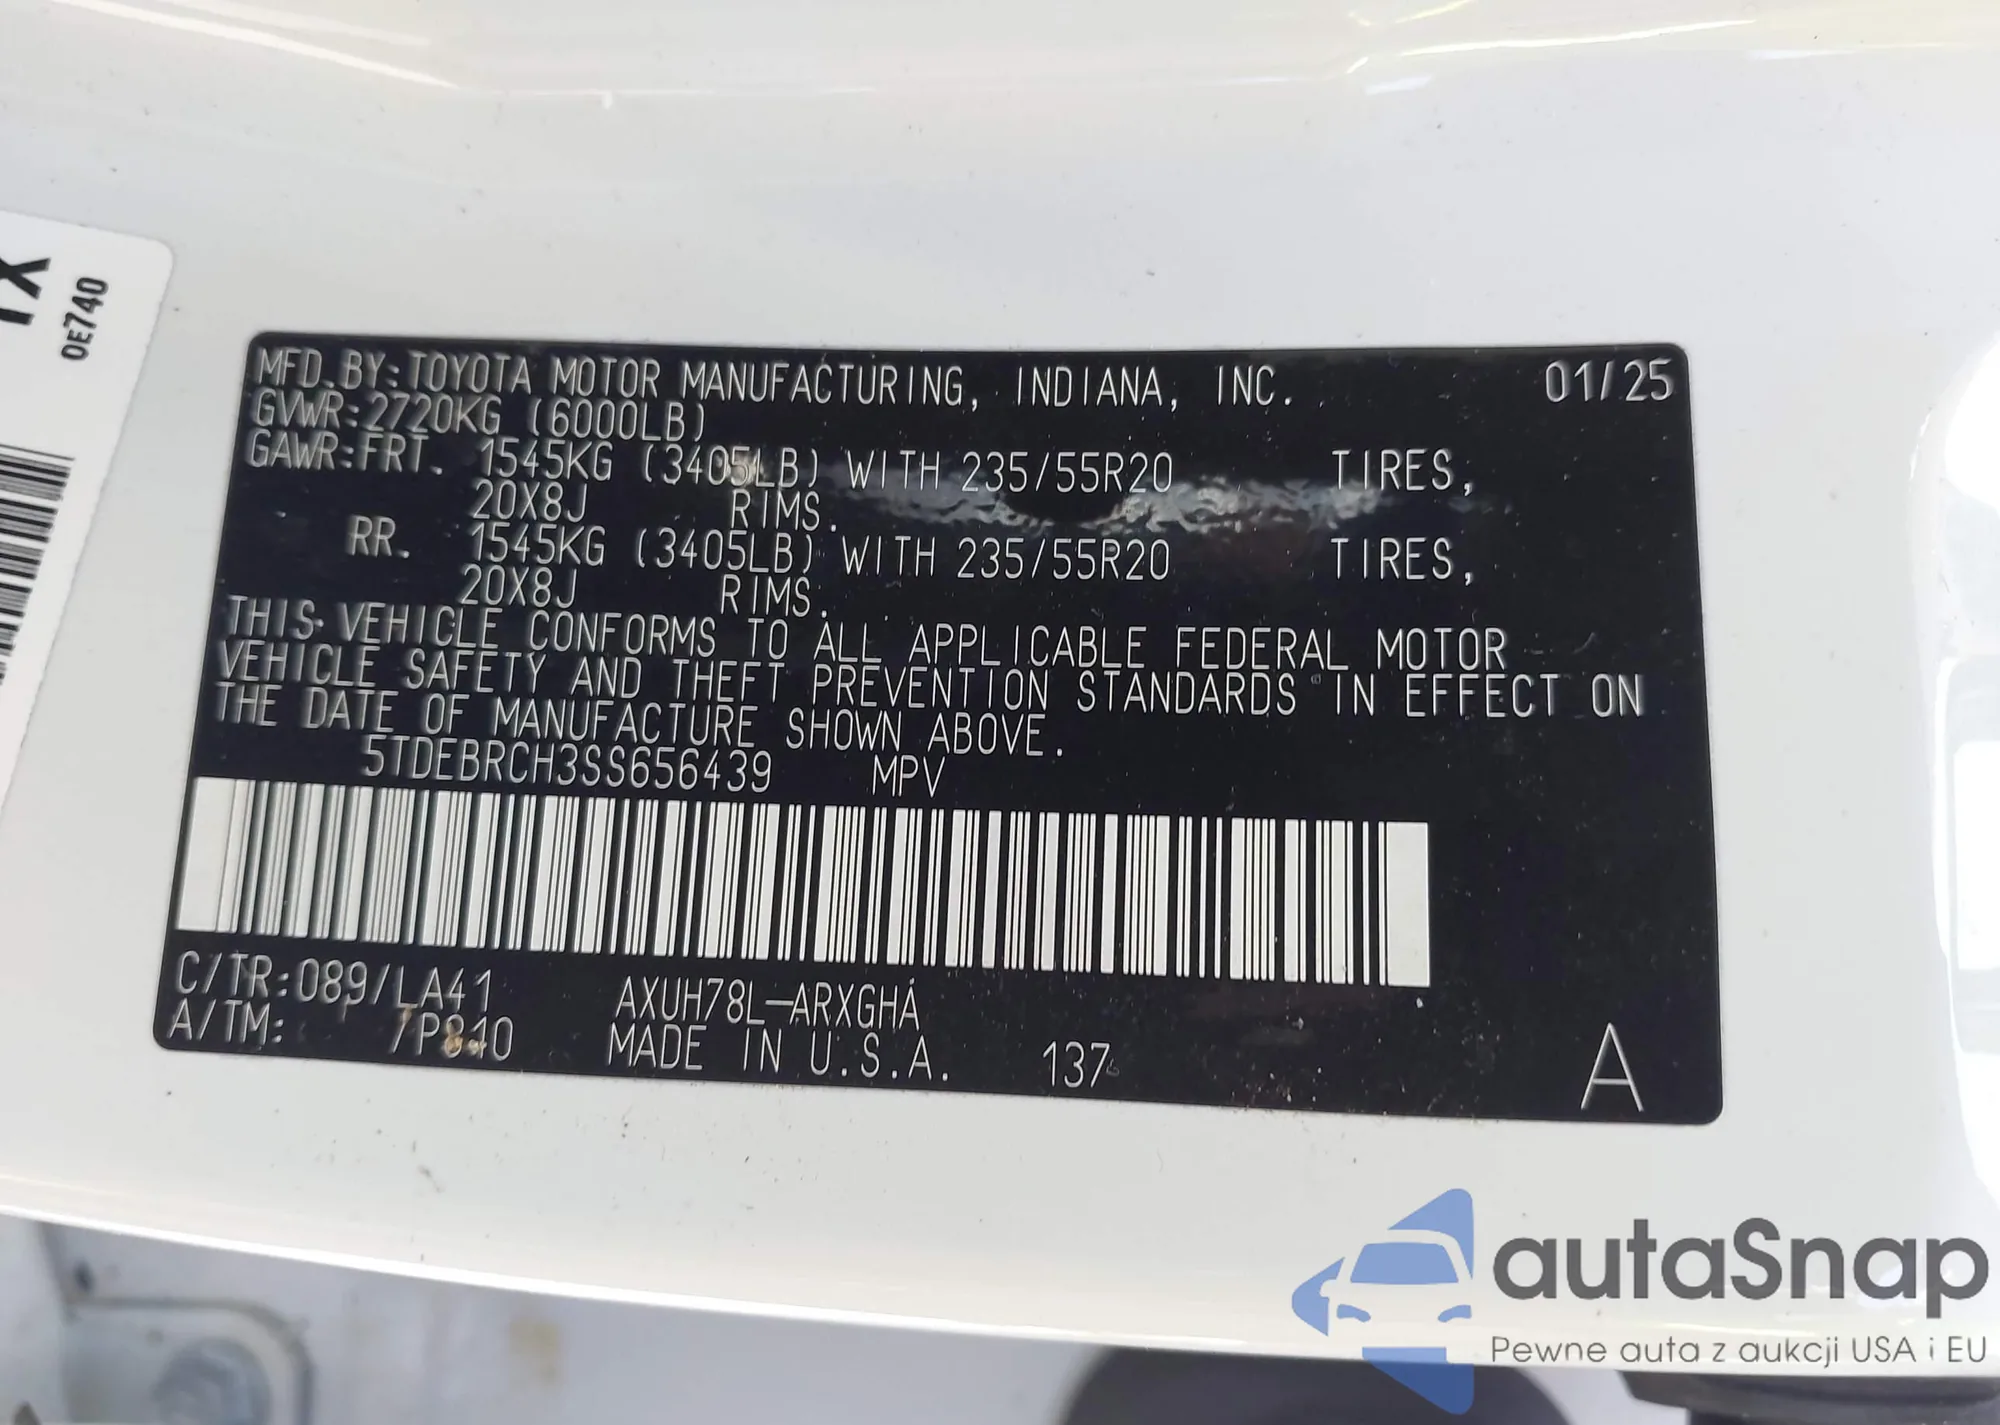 1X
0E740
MFD.BY:TOYOTA MOTOR MANUFACTURING, INDIANA, INC. 01/25
GVWR:2720KG (6000LB)
GAWR:FRT. 1545KG (3405LB) WITH 235/55R20 TIRES,
20X8J RIMS.
RR. 1545KG (3405LB) WITH 235/55R20 TIRES,
20X8J RIMS.
THIS VEHICLE CONFORMS TO ALL APPLICABLE FEDERAL MOTOR
VEHICLE SAFETY AND THEFT PREVENTION STANDARDS IN EFFECT ON
THE DATE OF MANUFACTURE SHOWN ABOVE.
5TDEBRCH3SS656439 MPV
C/TR:089/LA41 AXUH78L-ARXGHA
A/TM: /P810 MADE IN U.S.A. 137 A
autaSnap
Pewne auta z aukcji USA i EU